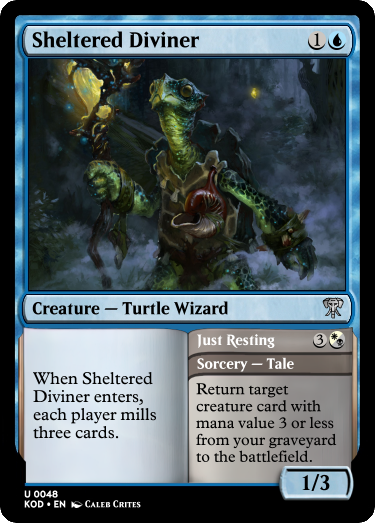 Sheltered Diviner 1
Creature — Turtle Wizard
When Sheltered
Diviner enters,
each player mills
three cards.
Just Resting 3
Sorcery — Tale
Return target
creature card with
mana value 3 or less
from your graveyard
to the battlefield.
1/3
U 0048
KOD • EN Caleb Crites